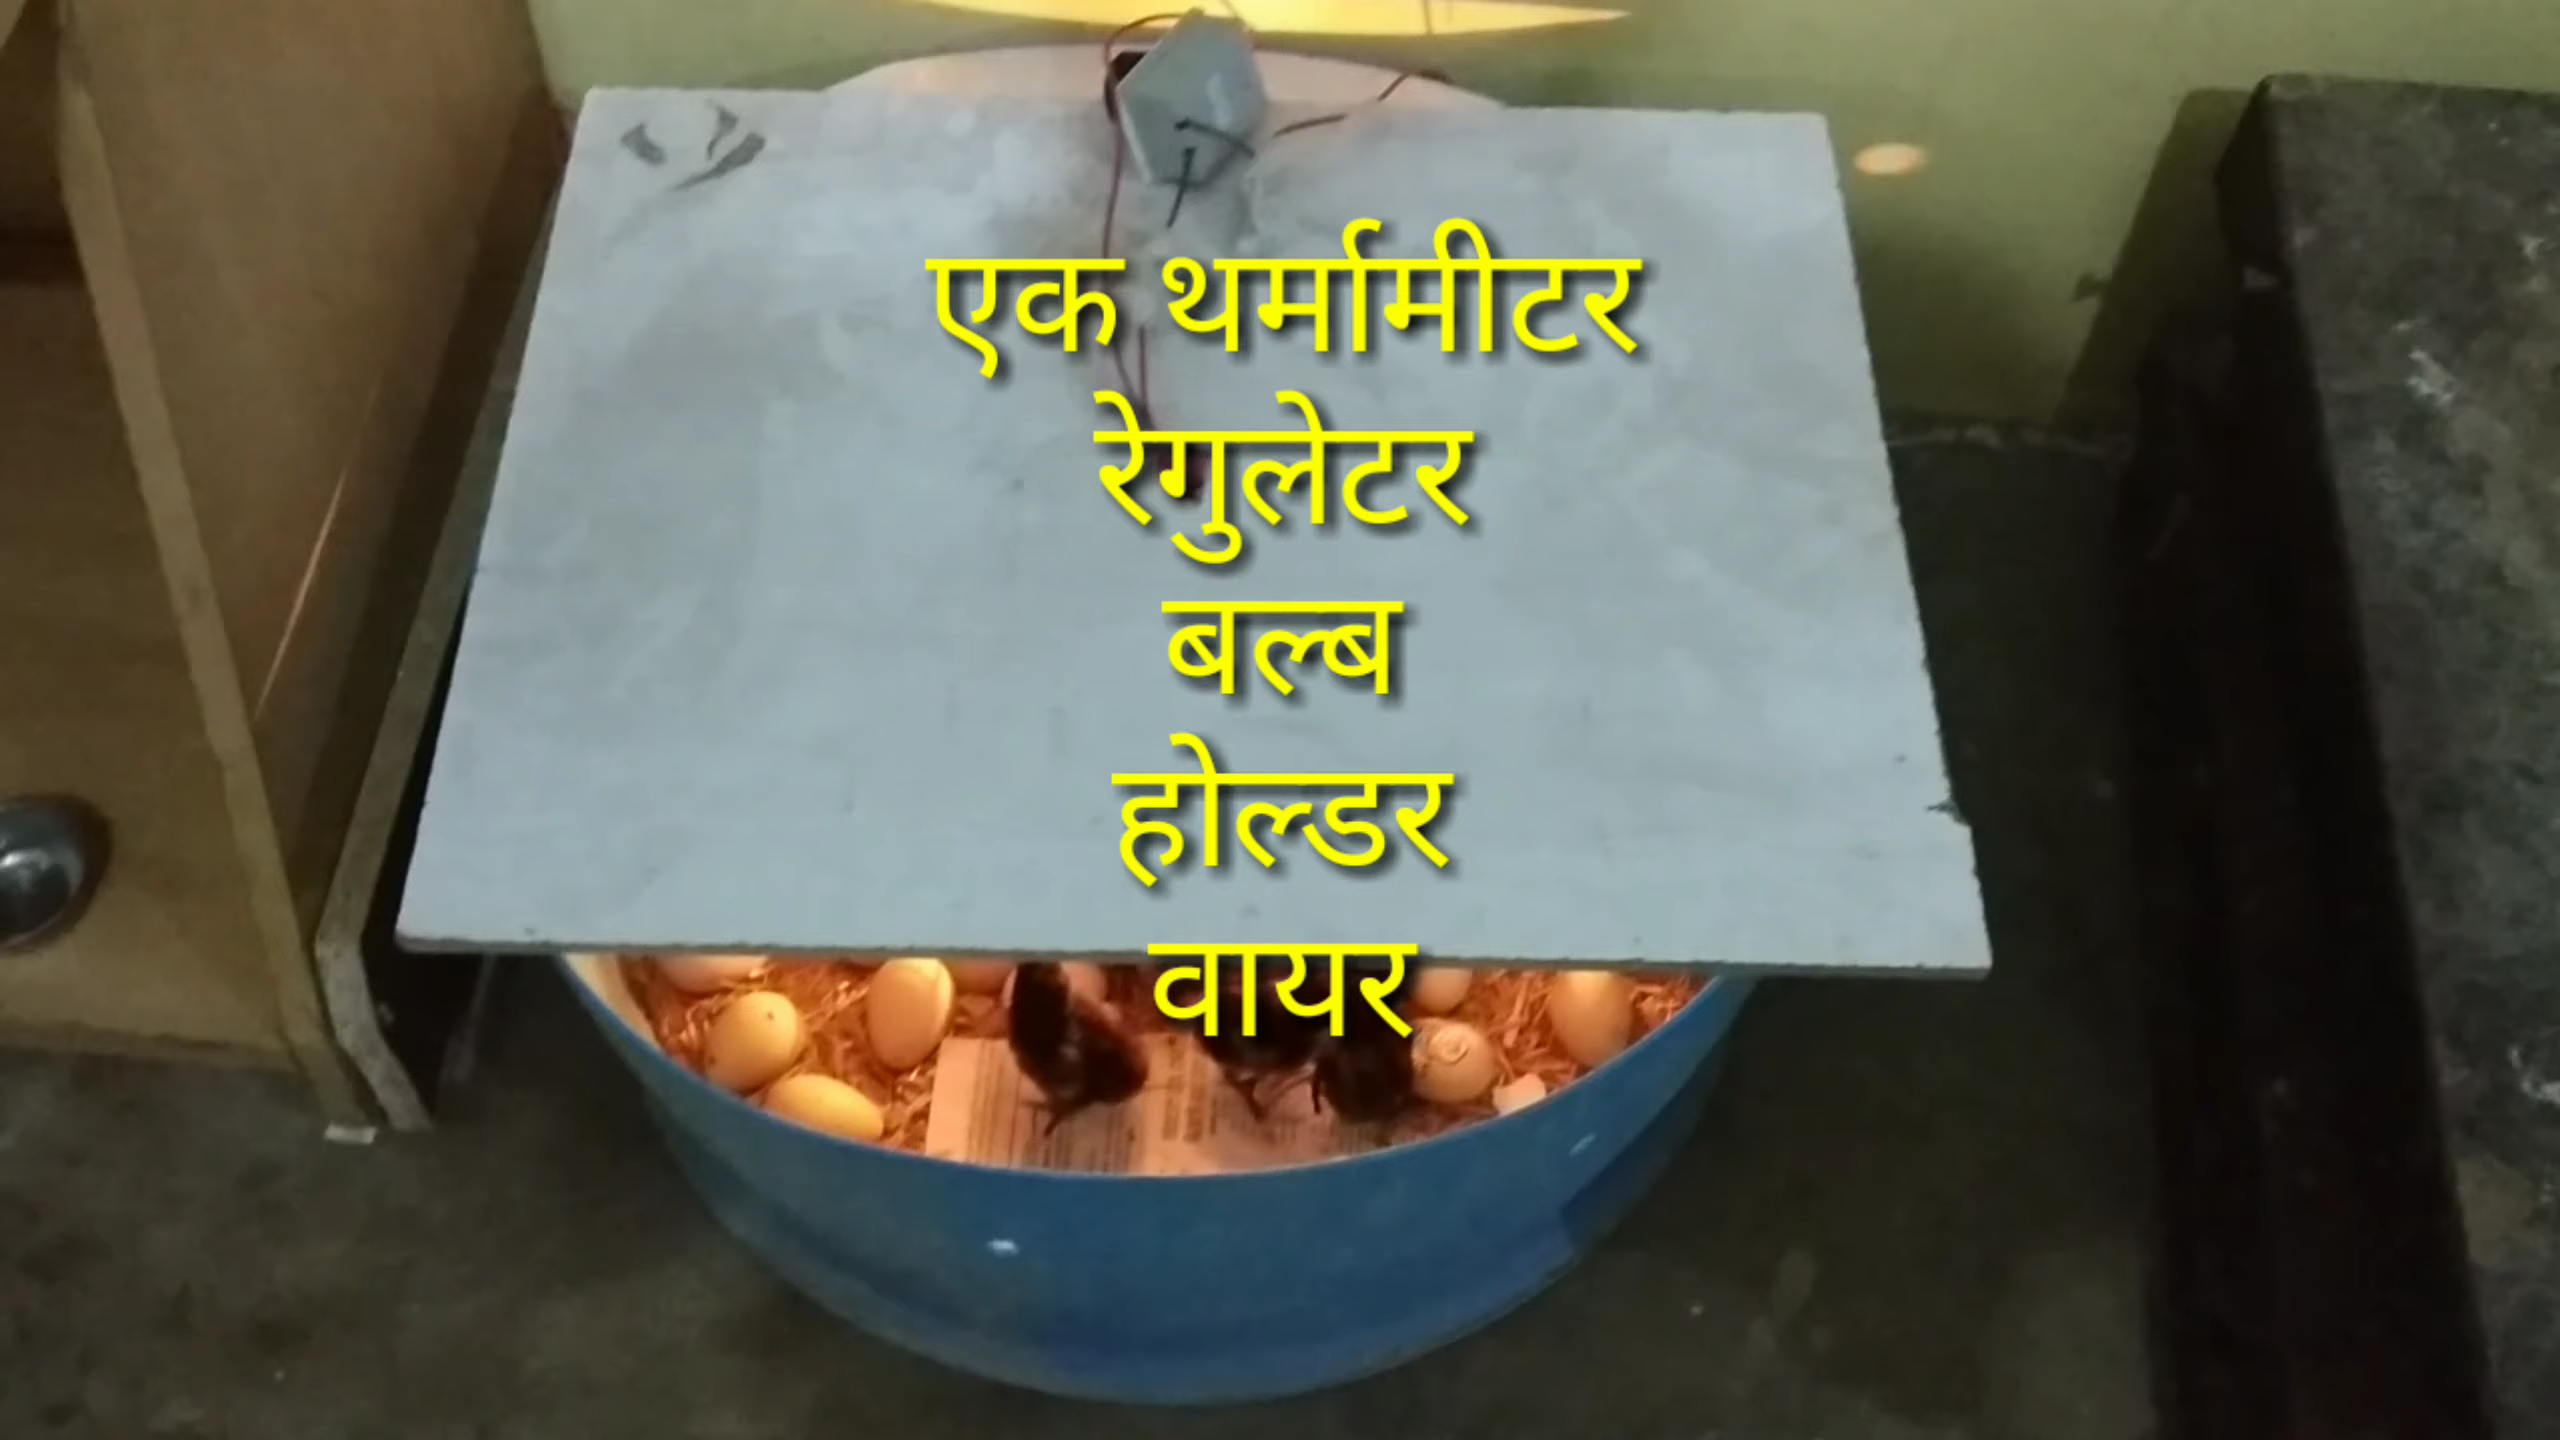 एक थर्मामीटर
रेगुलेटर
बल्ब
होल्डर
वायर